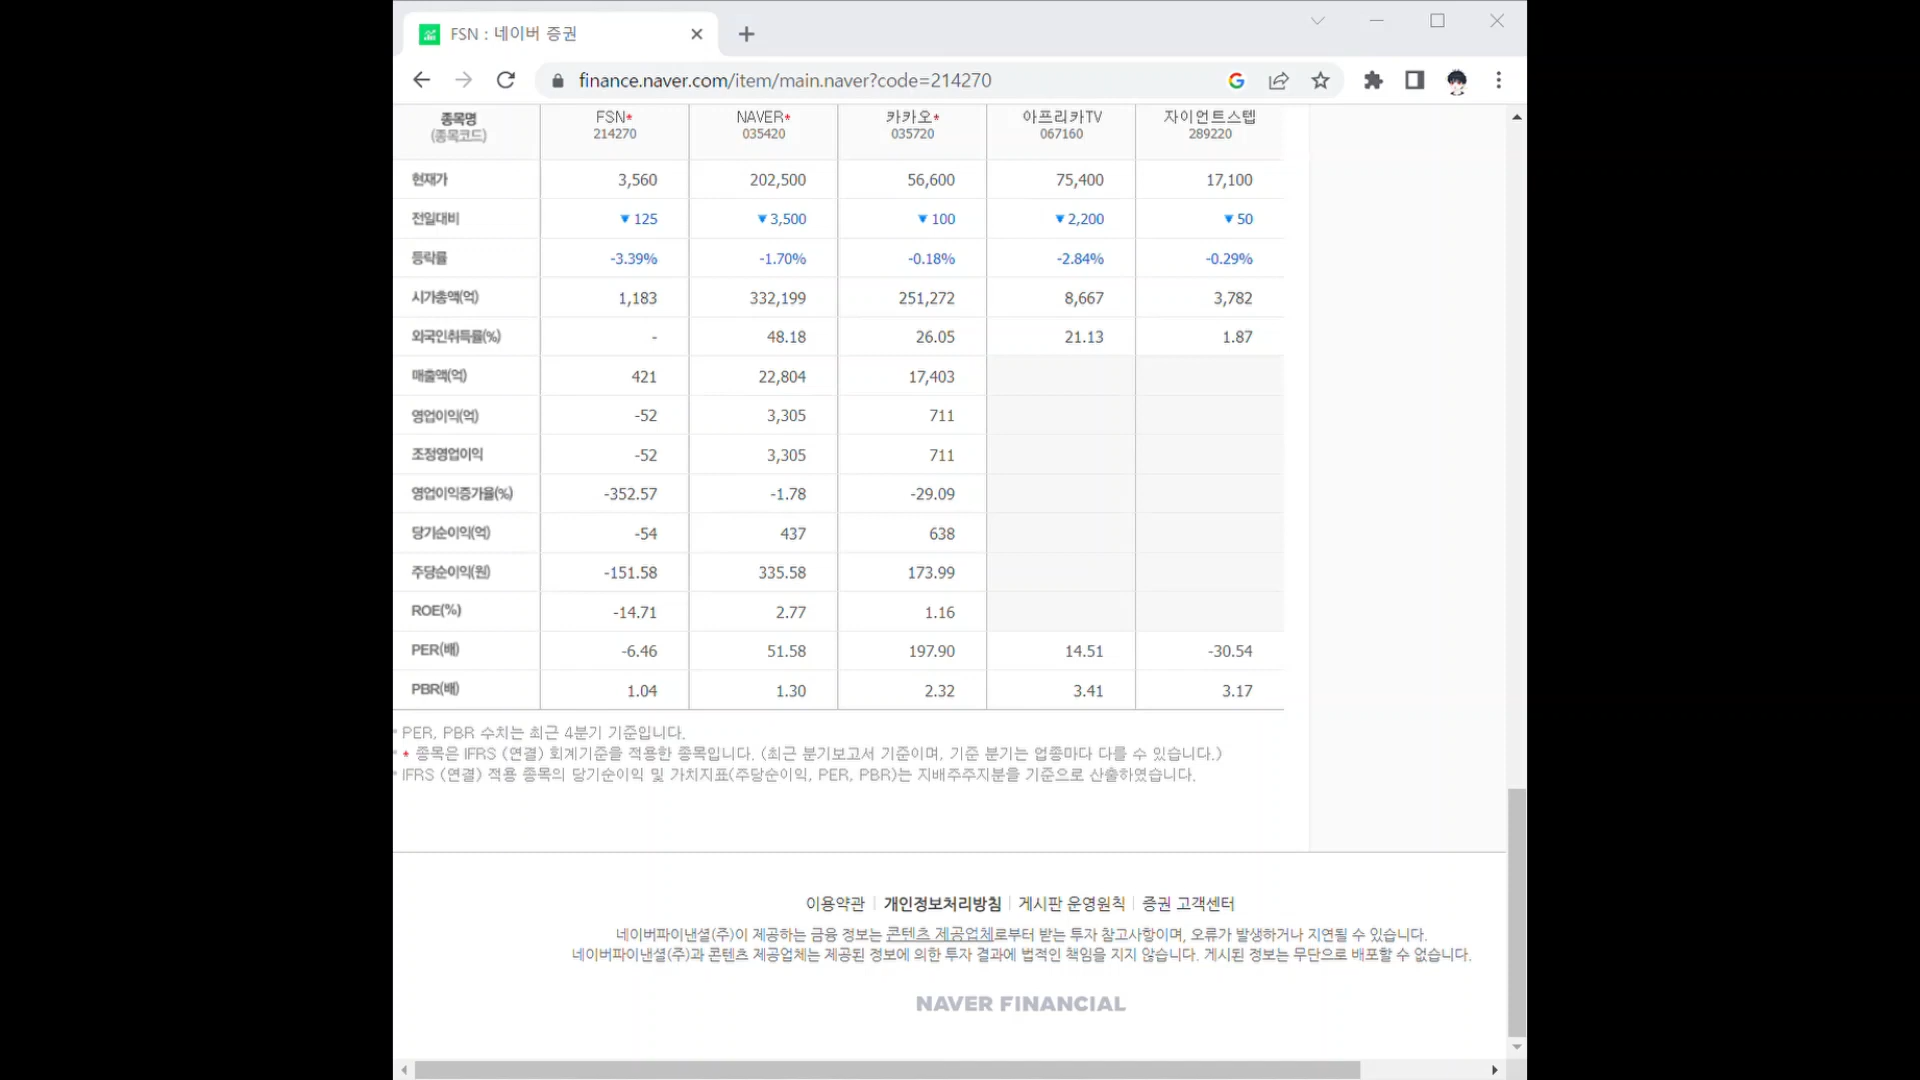 FSN : 네이버 증권
finance.naver.com/item/main.naver?code=214270
종목명 FSN* NAVER* 카카오* 아프리카TV 자이언트스텝
(종목코드) 214270 035420 035720 067160 289220
현재가 3,560 202,500 56,600 75,400 17,100
전일대비 ▼125 ▼3,500 ▼100 ▼2,200 ▼50
등락률 -3.39% -1.70% -0.18% -2.84% -0.29%
시가총액(억) 1,183 332,199 251,272 8,667 3,782
외국인취득률(%) - 48.18 26.05 21.13 1.87
매출액(억) 421 22,804 17,403
영업이익(억) -52 3,305 711
조정영업이익 -52 3,305 711
영업이익증가율(%) -352.57 -1.78 -29.09
당기순이익(억) -54 437 638
주당순이익(원) -151.58 335.58 173.99
ROE(%) -14.71 2.77 1.16
PER(배) -6.46 51.58 197.90 14.51 -30.54
PBR(배) 1.04 1.30 2.32 3.41 3.17
* PER, PBR 수치는 최근 4분기 기준입니다.
* * 종목은 IFRS (연결) 회계기준을 적용한 종목입니다. (최근 분기보고서 기준이며, 기준 분기는 업종마다 다를 수 있습니다.)
* IFRS (연결) 적용 종목의 당기순이익 및 가치지표(주당순이익, PER, PBR)는 지배주주지분을 기준으로 산출하였습니다.
이용약관 | 개인정보처리방침 | 게시판 운영원칙 | 증권 고객센터
네이버파이낸셜(주)이 제공하는 금융 정보는 콘텐츠 제공업체로부터 받는 투자 참고사항이며, 오류가 발생하거나 지연될 수 있습니다.
네이버파이낸셜(주)과 콘텐츠 제공업체는 제공된 정보에 의한 투자 결과에 법적인 책임을 지지 않습니다. 게시된 정보는 무단으로 배포할 수 없습니다.
NAVER FINANCIAL